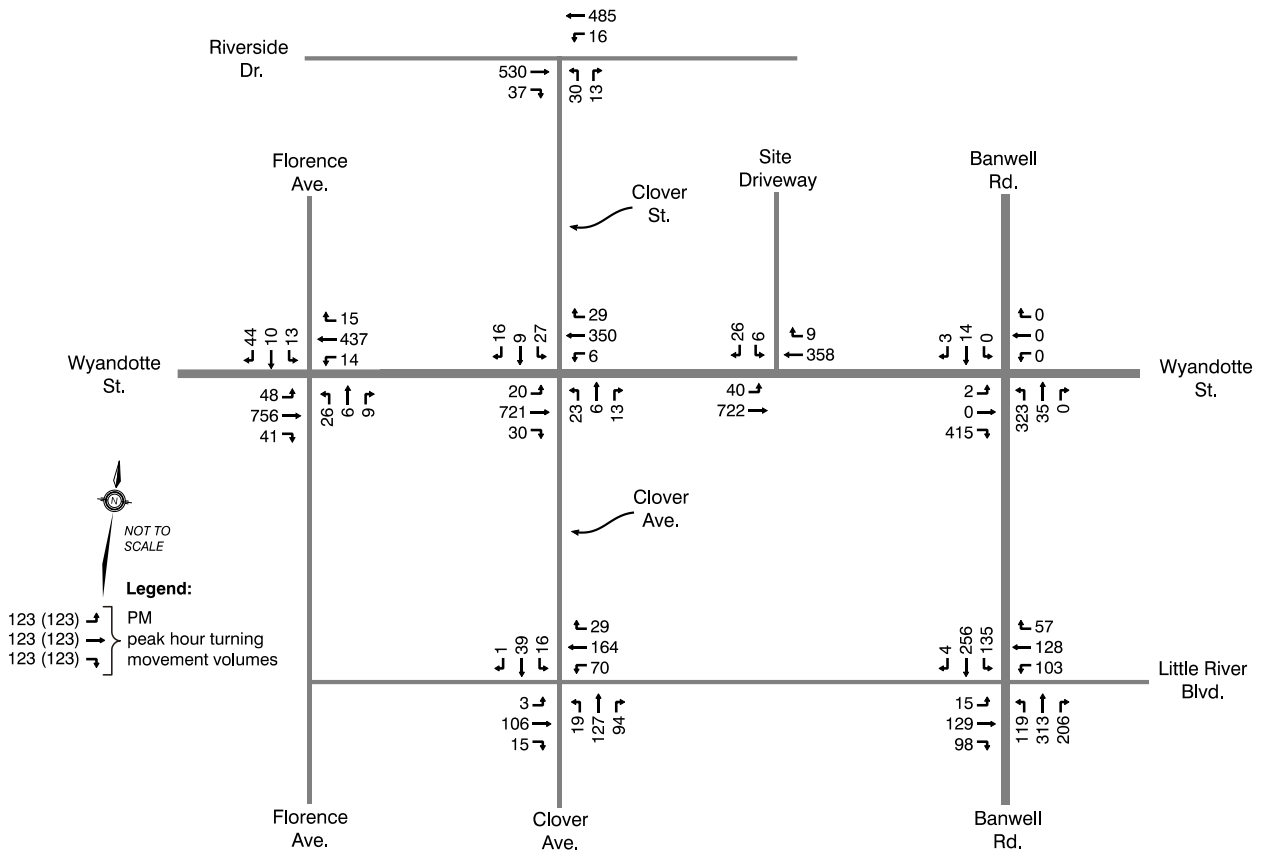 485
16
Riverside
Dr.
530
37
30
13
Florence
Ave.
Site
Driveway
Banwell
Rd.
Clover
St.
44
10
13
15
437
14
16
9
27
29
350
6
26
6
9
358
3
14
0
0
0
0
Wyandotte
St.
Wyandotte
St.
48
756
41
26
6
9
20
721
30
23
6
13
40
722
2
0
415
323
35
0
N
NOT TO
SCALE
Clover
Ave.
Legend:
123 (123) PM
123 (123) peak hour turning
123 (123) movement volumes
1
39
16
29
164
70
4
256
135
57
128
103
Little River
Blvd.
3
106
15
19
127
94
15
129
98
119
313
206
Florence
Ave.
Clover
Ave.
Banwell
Rd.